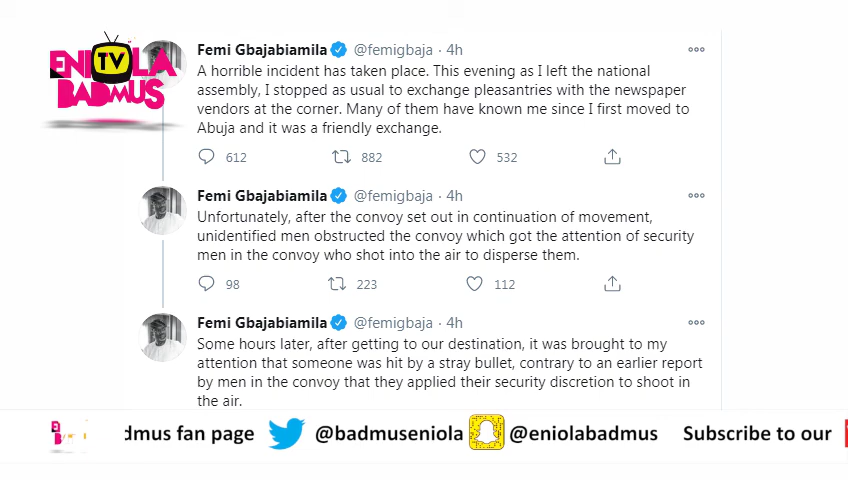 ENIOLA
TV
BADMUS
Femi Gbajabiamila @femigbaja · 4h
A horrible incident has taken place. This evening as I left the national
assembly, I stopped as usual to exchange pleasantries with the newspaper
vendors at the corner. Many of them have known me since I first moved to
Abuja and it was a friendly exchange.
612 882 532
Femi Gbajabiamila @femigbaja · 4h
Unfortunately, after the convoy set out in continuation of movement,
unidentified men obstructed the convoy which got the attention of security
men in the convoy who shot into the air to disperse them.
98 223 112
Femi Gbajabiamila @femigbaja · 4h
Some hours later, after getting to our destination, it was brought to my
attention that someone was hit by a stray bullet, contrary to an earlier report
by men in the convoy that they applied their security discretion to shoot in
the air.
dmus fan page @badmuseniola @eniolabadmus Subscribe to our